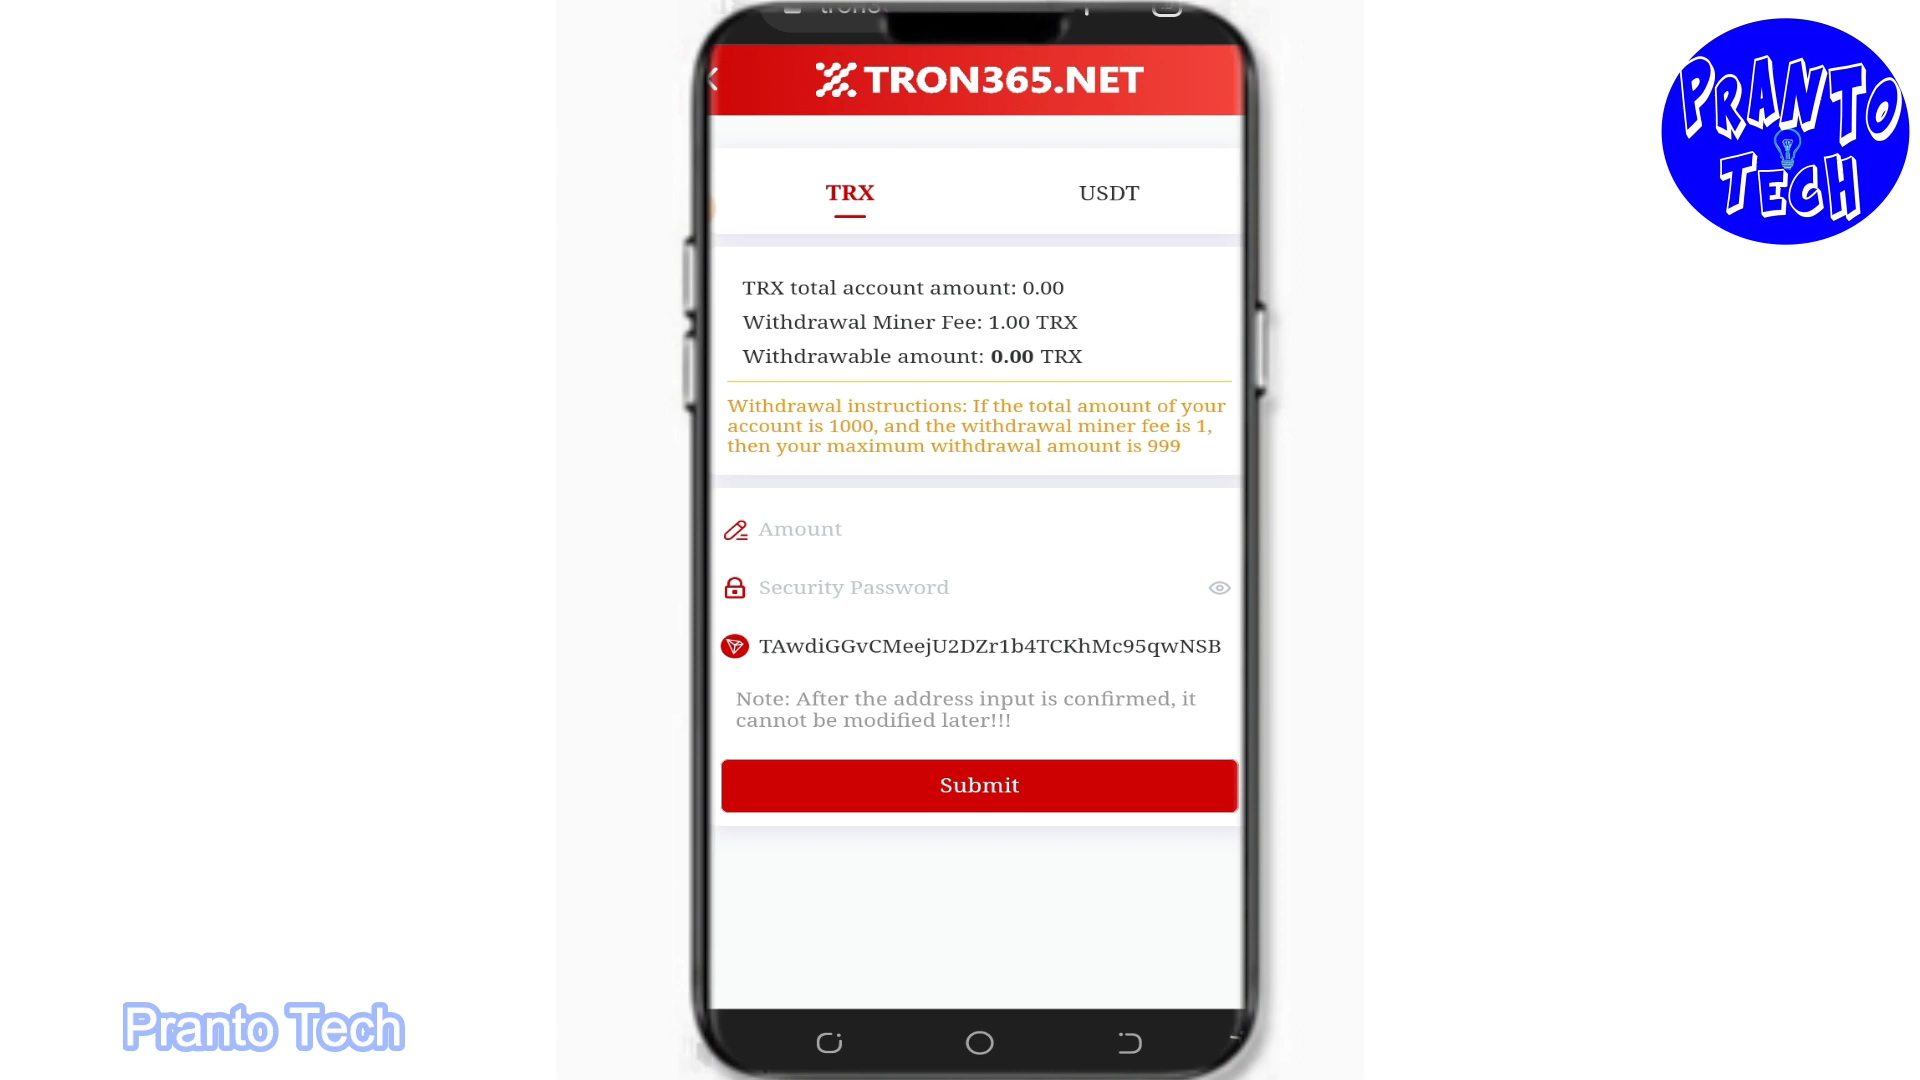 TRON365.NET
PRANTO
TECH
TRX
USDT
TRX total account amount: 0.00
Withdrawal Miner Fee: 1.00 TRX
Withdrawable amount: 0.00 TRX
Withdrawal instructions: If the total amount of your
account is 1000, and the withdrawal miner fee is 1,
then your maximum withdrawal amount is 999
Amount
Security Password
TAwdiGGvCMeejU2DZr1b4TCKhMc95qwNSB
Note: After the address input is confirmed, it
cannot be modified later!!!
Submit
Pranto Tech